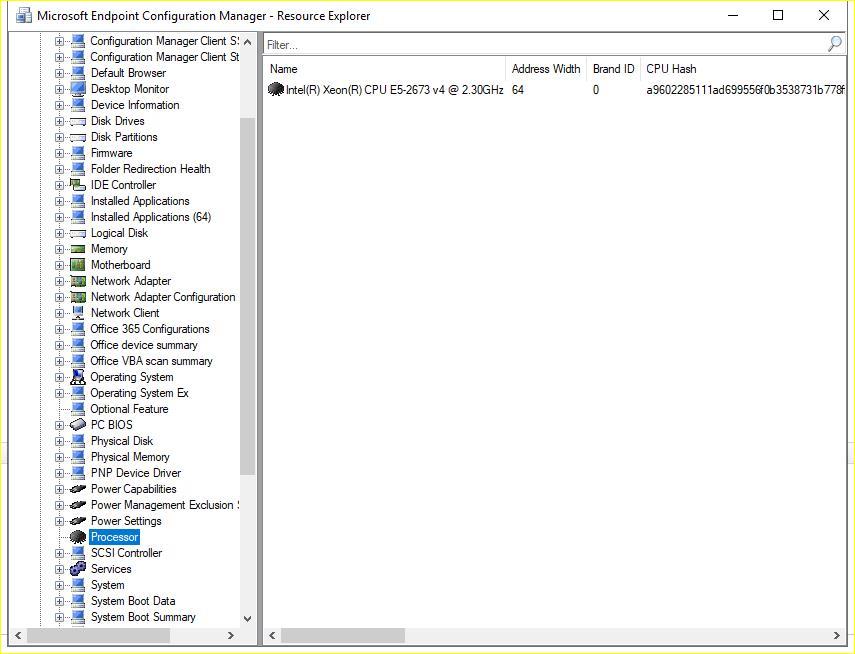 Microsoft Endpoint Configuration Manager - Resource Explorer
Configuration Manager Client SS
Configuration Manager Client St
Default Browser
Desktop Monitor
Device Information
Disk Drives
Disk Partitions
Firmware
Folder Redirection Health
IDE Controller
Installed Applications
Installed Applications (64)
Logical Disk
Memory
Motherboard
Network Adapter
Network Adapter Configuration
Network Client
Office 365 Configurations
Office device summary
Office VBA scan summary
Operating System
Operating System Ex
Optional Feature
PC BIOS
Physical Disk
Physical Memory
PNP Device Driver
Power Capabilities
Power Management Exclusion S
Power Settings
Processor
SCSI Controller
Services
System
System Boot Data
System Boot Summary
Filter...
Name Address Width Brand ID CPU Hash
Intel(R) Xeon(R) CPU E5-2673 v4 @ 2.30GHz 64 0 a9602285111ad699556f0b3538731b778f